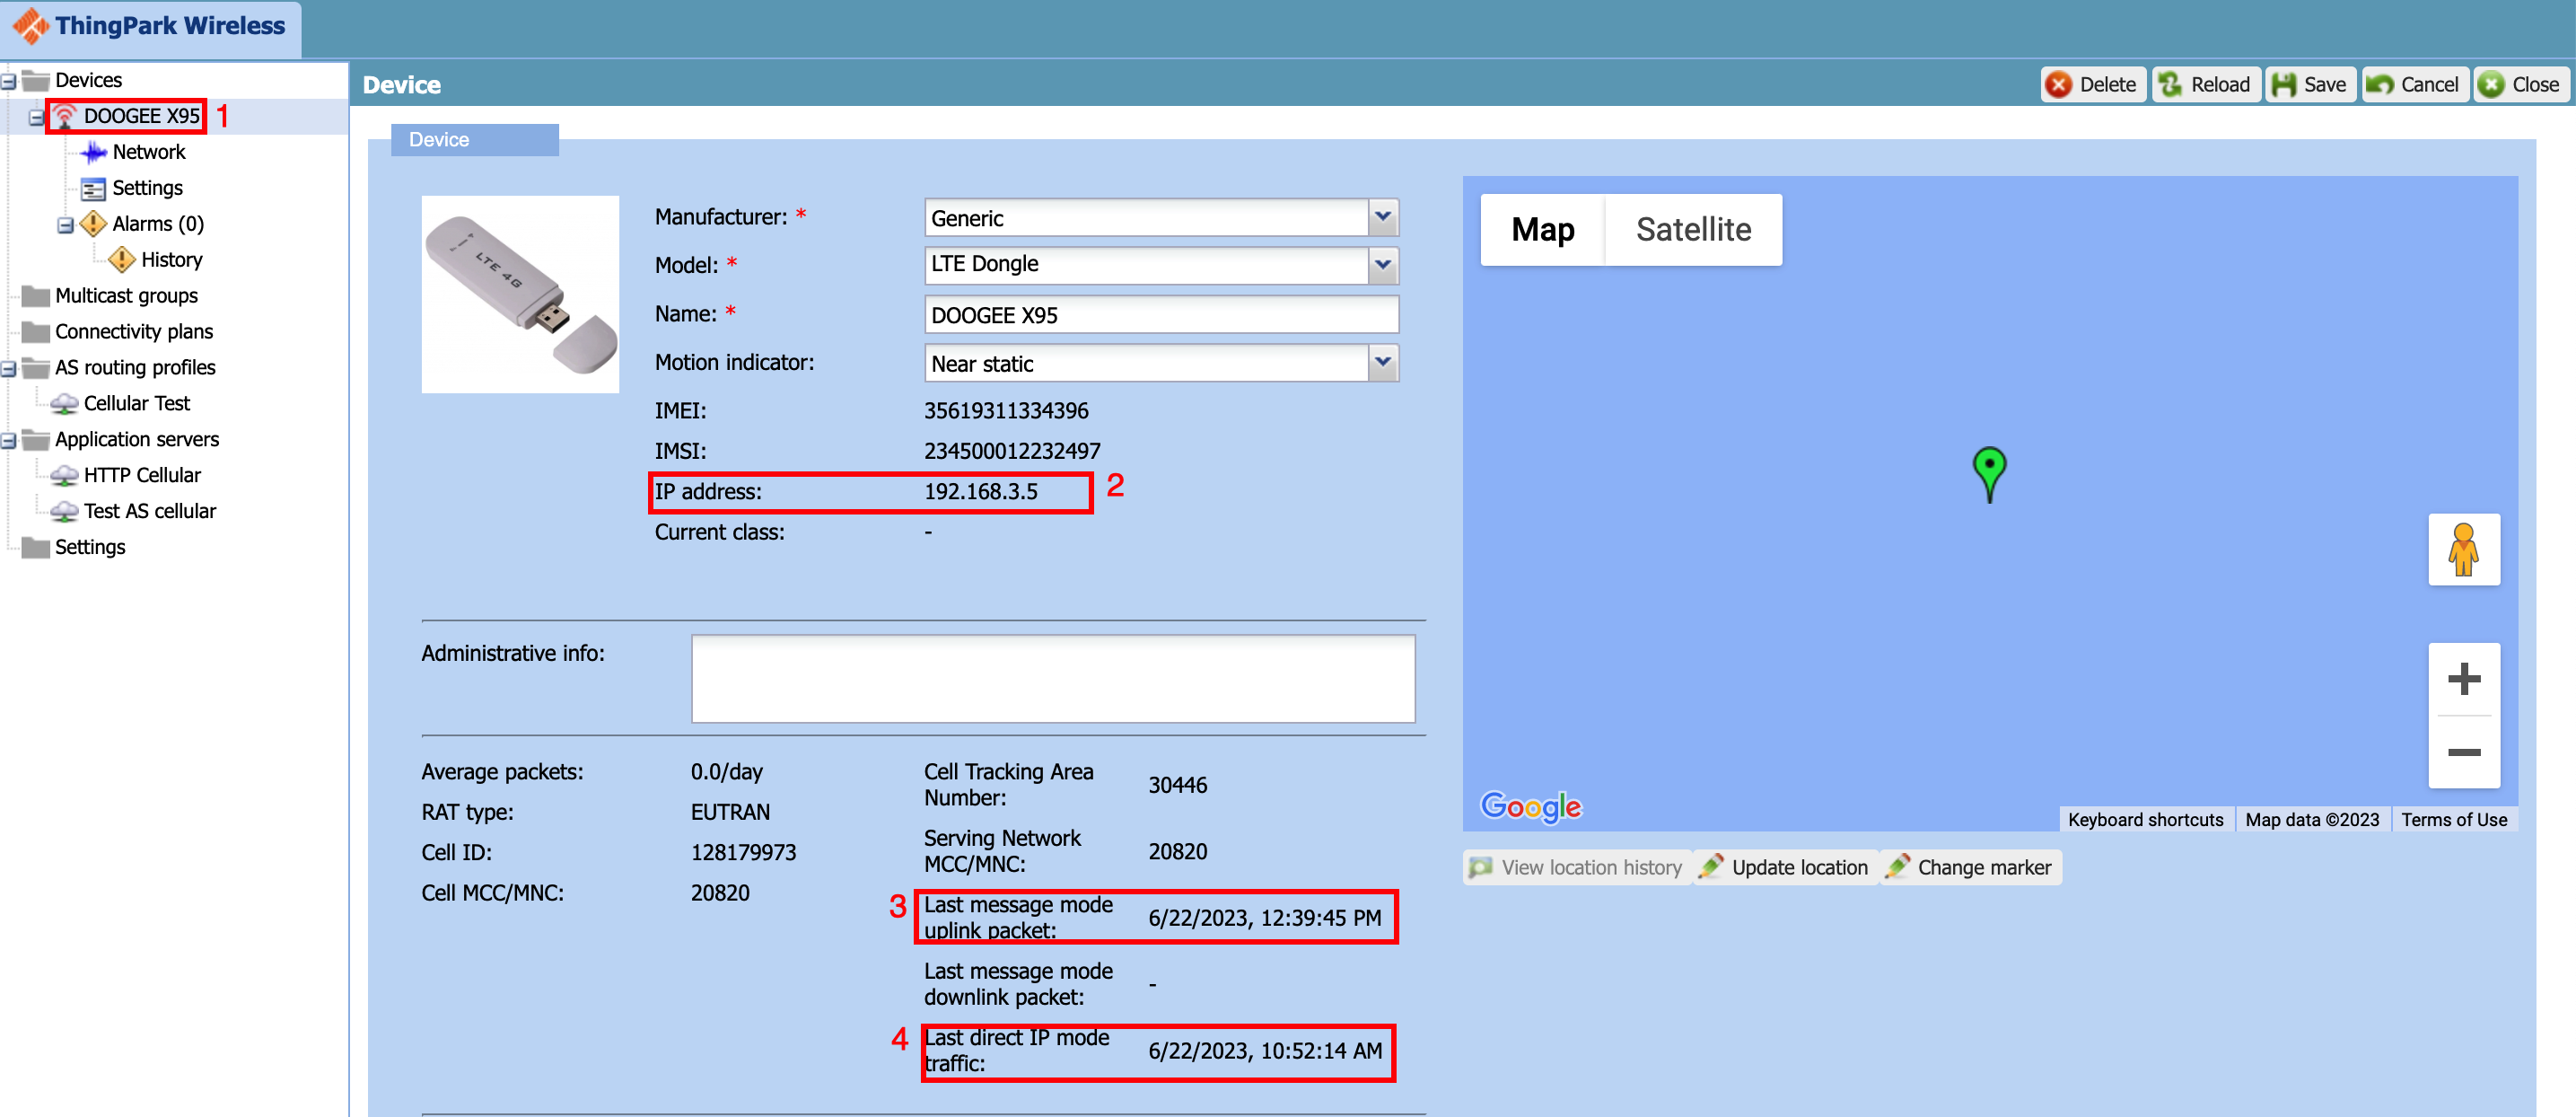 ThingPark Wireless
Devices
DOOGEE X95 1
Network
Settings
Alarms (0)
History
Multicast groups
Connectivity plans
AS routing profiles
Cellular Test
Application servers
HTTP Cellular
Test AS cellular
Settings
Device
Delete Reload Save Cancel Close
Device
LTE 4G
Manufacturer: * Generic
Model: * LTE Dongle
Name: * DOOGEE X95
Motion indicator: Near static
IMEI: 35619311334396
IMSI: 234500012232497
IP address: 192.168.3.5 2
Current class: -
Administrative info:
Average packets: 0.0/day
RAT type: EUTRAN
Cell ID: 128179973
Cell MCC/MNC: 20820
Cell Tracking Area
Number: 30446
Serving Network
MCC/MNC: 20820
3 Last message mode
uplink packet: 6/22/2023, 12:39:45 PM
Last message mode
downlink packet: -
4 Last direct IP mode
traffic: 6/22/2023, 10:52:14 AM
Map Satellite
Google
Keyboard shortcuts Map data ©2023 Terms of Use
View location history Update location Change marker